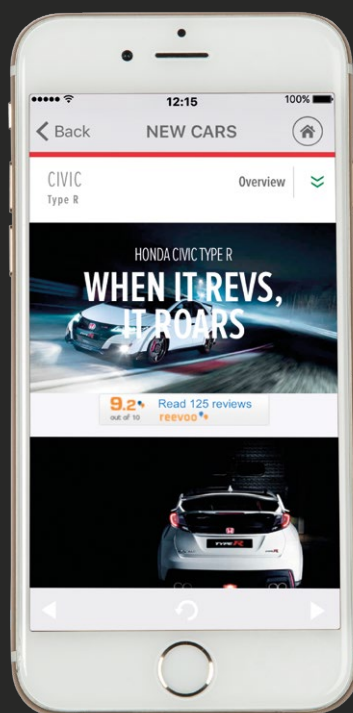 12:15
100%
Back
NEW CARS
CIVIC
Type R
Overview
HONDA CIVIC TYPE R
WHEN IT REVS,
IT ROARS
9.2
out of 10
Read 125 reviews
reevoo
TYPE R